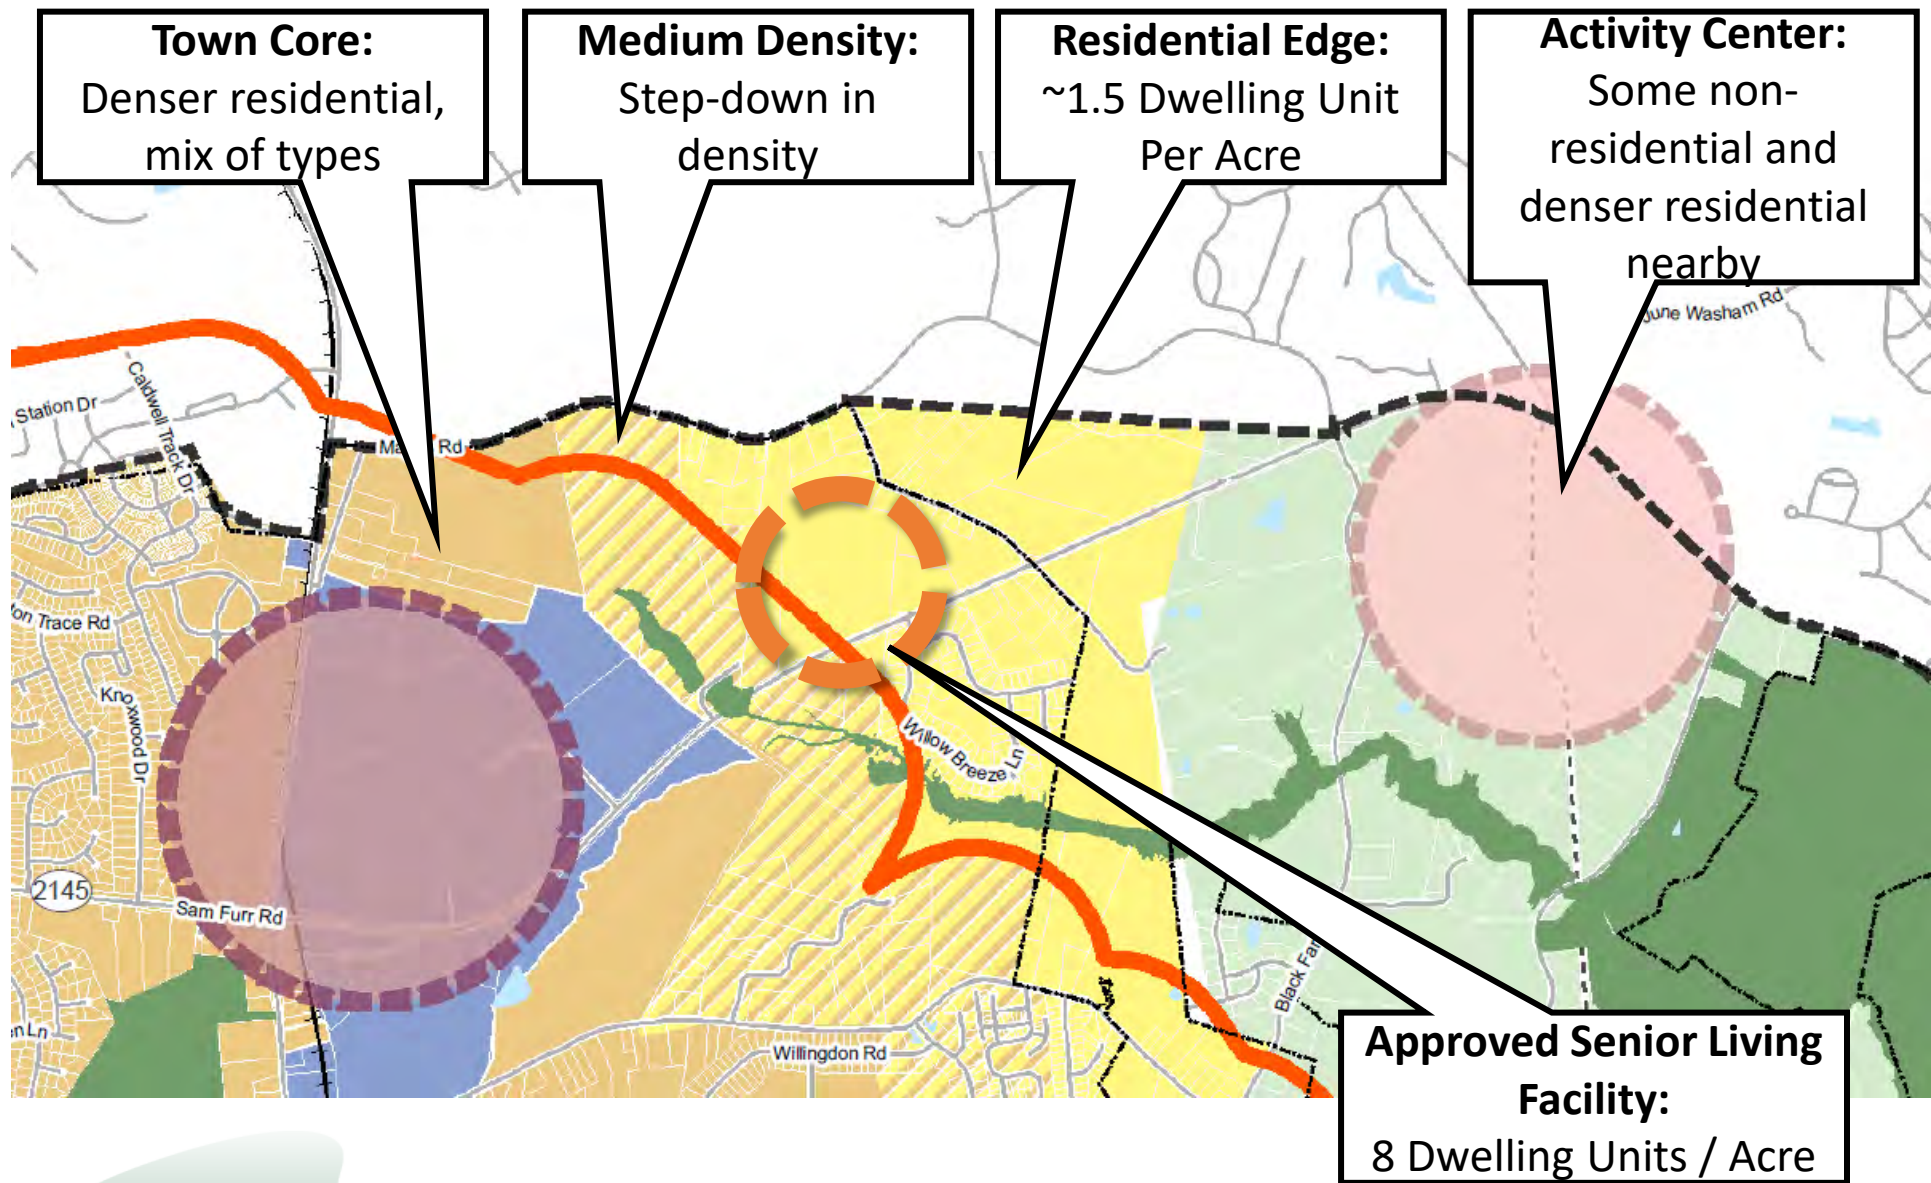 Town Core:
Denser residential,
mix of types
Medium Density:
Step-down in
density
Residential Edge:
~1.5 Dwelling Unit
Per Acre
Activity Center:
Some non-
residential and
denser residential
nearby
June Washam Rd
Caldwell Track Dr
Station Dr
Rd
Trace Rd
Knoxwood Dr
Willow Breeze Ln
2145
Sam Furr Rd
Black
Ln
Willingdon Rd
Approved Senior Living
Facility:
8 Dwelling Units / Acre